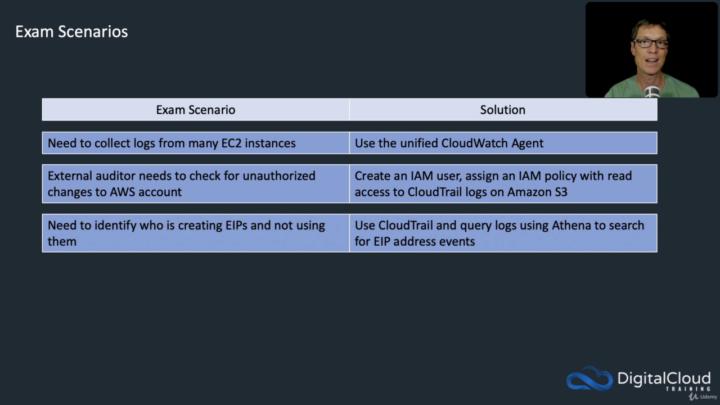 Exam Scenarios
Exam Scenario
Solution
Need to collect logs from many EC2 instances
Use the unified CloudWatch Agent
External auditor needs to check for unauthorized
changes to AWS account
Create an IAM user, assign an IAM policy with read
access to CloudTrail logs on Amazon S3
Need to identify who is creating EIPs and not using
them
Use CloudTrail and query logs using Athena to search
for EIP address events
DigitalCloud
TRAINING
Udemy